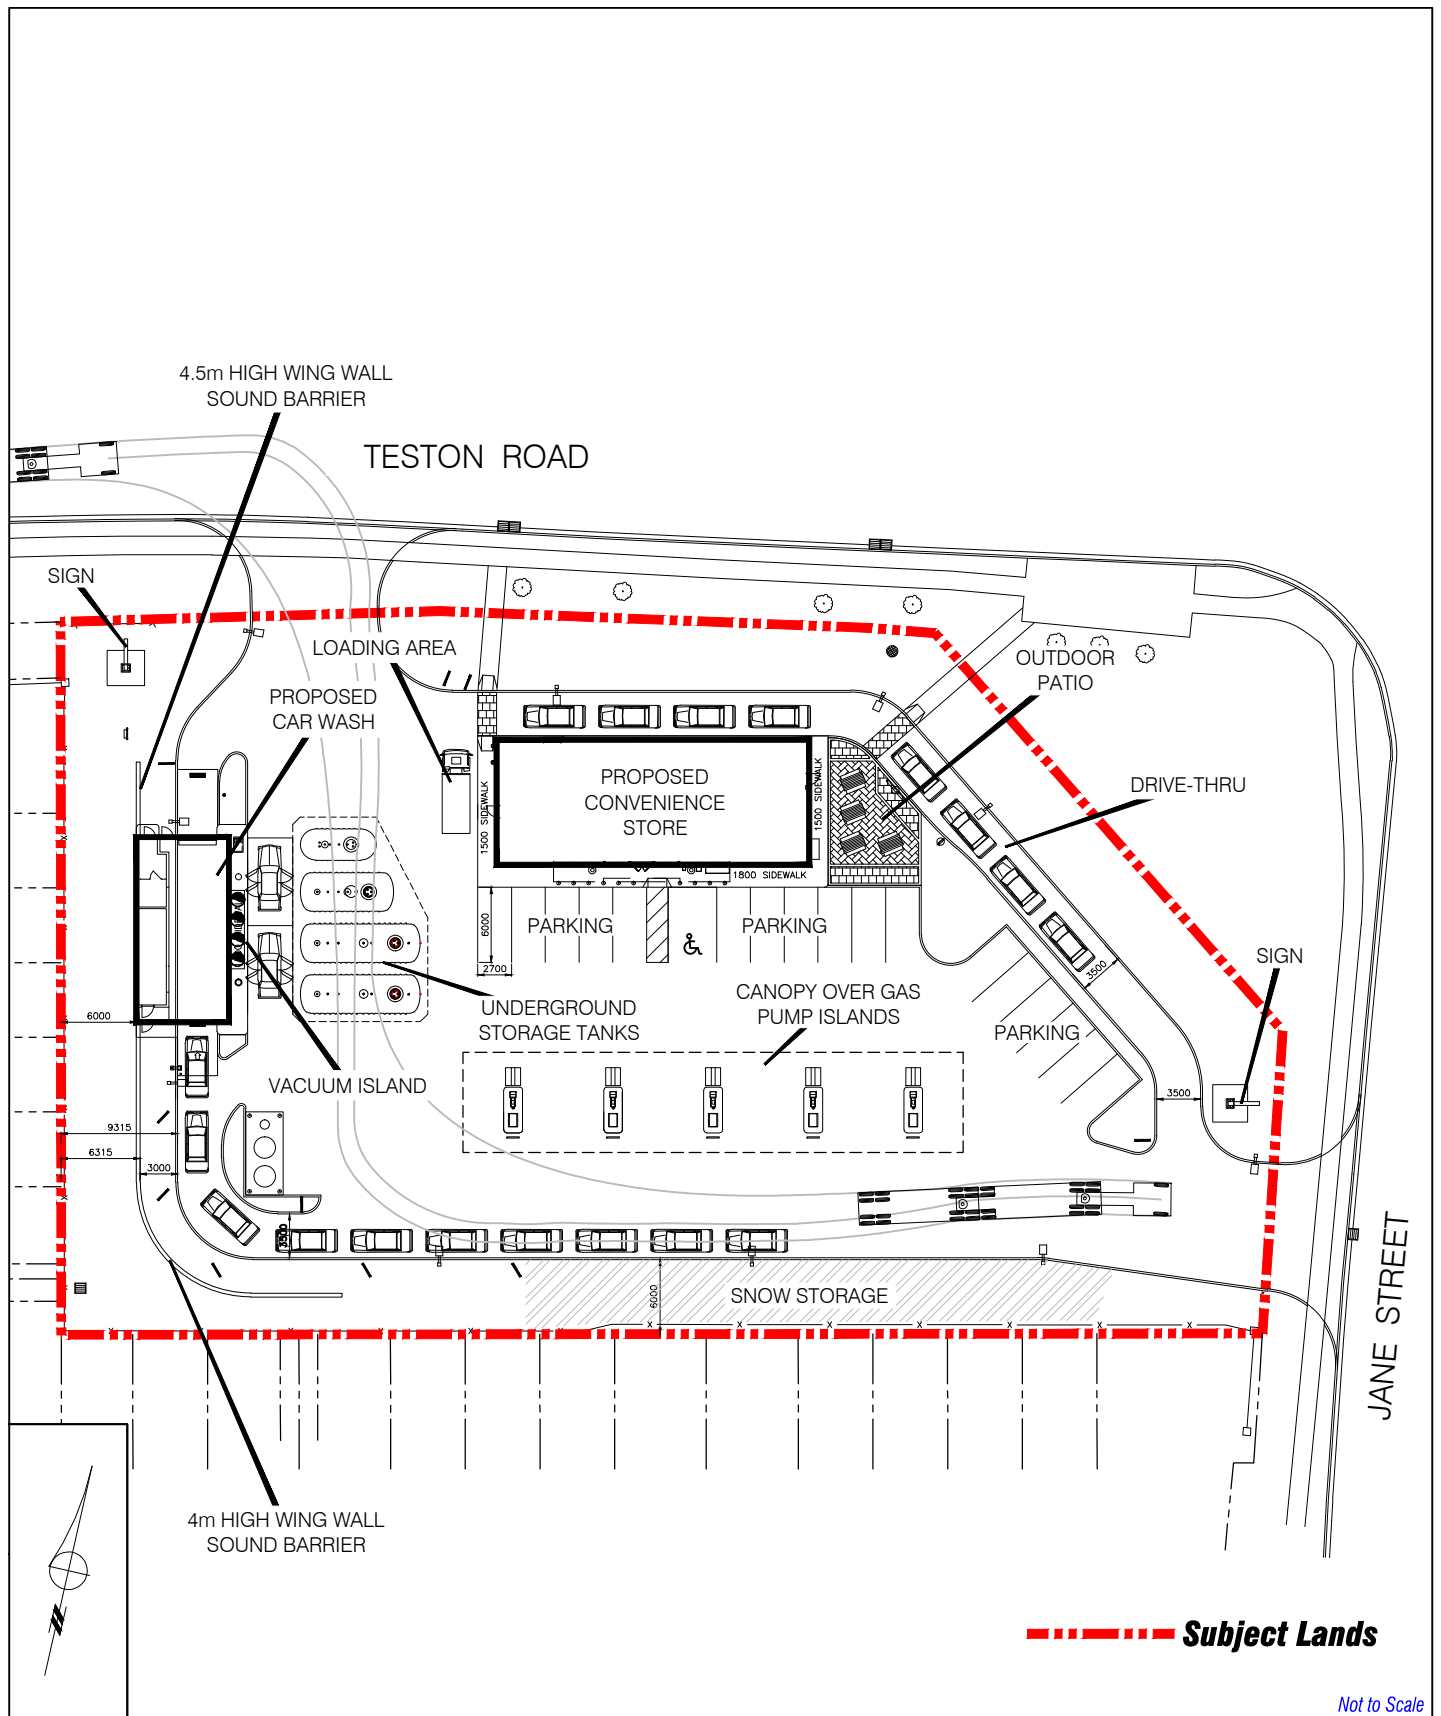 4.5m HIGH WING WALL
SOUND BARRIER
TESTON ROAD
SIGN
LOADING AREA
OUTDOOR
PATIO
PROPOSED
CAR WASH
PROPOSED
CONVENIENCE
STORE
1500 SIDEWALK
1500 SIDEWALK
DRIVE-THRU
1800 SIDEWALK
PARKING
PARKING
6000
2700
SIGN
3500
CANOPY OVER GAS
PUMP ISLANDS
UNDERGROUND
STORAGE TANKS
PARKING
6000
VACUUM ISLAND
3500
9315
6315
3000
3500
6000
SNOW STORAGE
JANE STREET
4m HIGH WING WALL
SOUND BARRIER
Subject Lands
Not to Scale